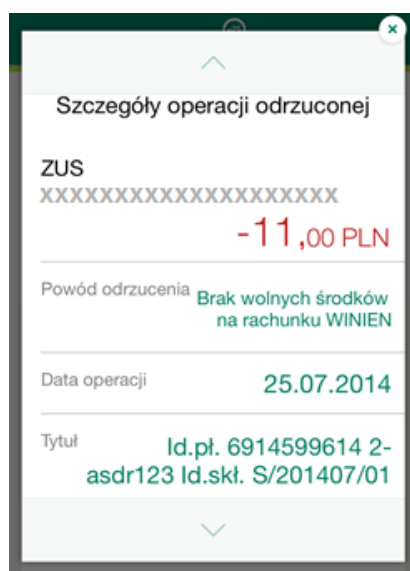 Szczegóły operacji odrzuconej
ZUS
XXXXXXXXXXXXXXXXXXXX
-11,00 PLN
Powód odrzucenia Brak wolnych środków
na rachunku WINIEN
Data operacji 25.07.2014
Tytuł Id.pł. 6914599614 2-
asdr123 Id.skł. S/201407/01